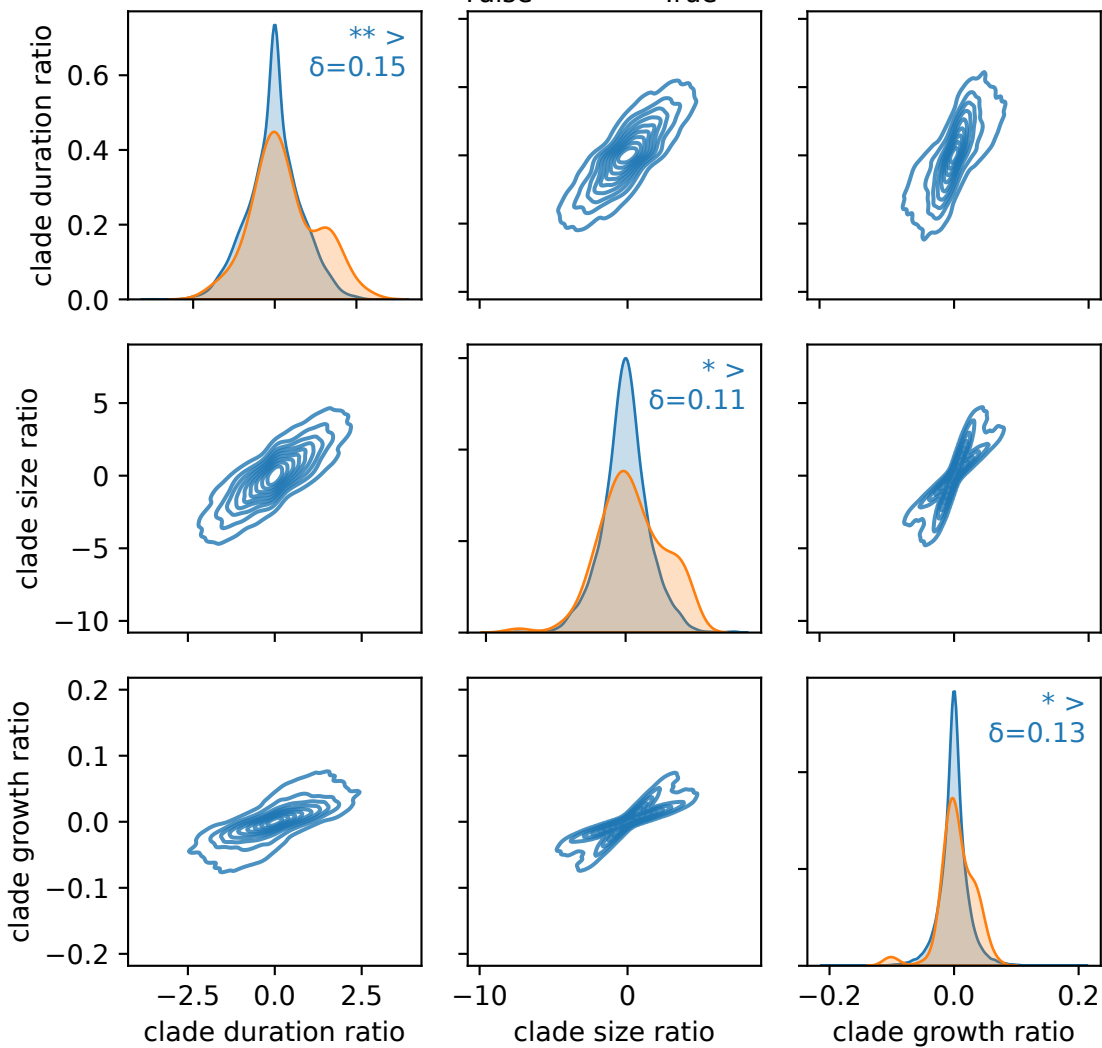 False True
clade duration ratio
0.6
0.4
0.2
0.0
** >
δ=0.15
clade size ratio
5
0
−5
−10
* >
δ=0.11
clade growth ratio
0.2
0.1
0.0
−0.1
−0.2
* >
δ=0.13
−2.5 0.0 2.5
−10 0
−0.2 0.0 0.2
clade duration ratio
clade size ratio
clade growth ratio